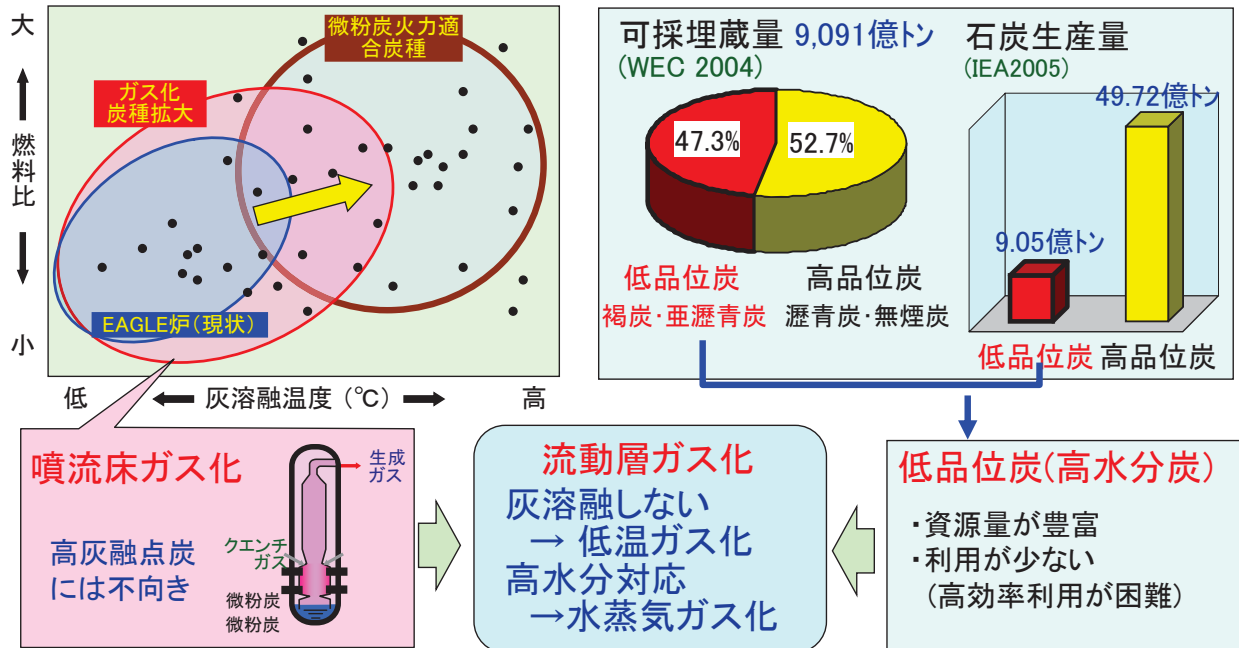 大
燃料比
小
微粉炭火力適
合炭種
ガス化
炭種拡大
EAGLE炉(現状)
低
灰溶融温度(℃)
高
可採埋蔵量 9,091億トン
(WEC 2004)
47.3%
52.7%
低品位炭
褐炭・亜瀝青炭
高品位炭
瀝青炭・無煙炭
石炭生産量
(IEA2005)
49.72億トン
9.05億トン
低品位炭
高品位炭
噴流床ガス化
高灰融点炭
には不向き
生成
ガス
クエンチ
ガス
微粉炭
微粉炭
流動層ガス化
灰溶融しない
→ 低温ガス化
高水分対応
→水蒸気ガス化
低品位炭(高水分炭)
・資源量が豊富
・利用が少ない
(高効率利用が困難)